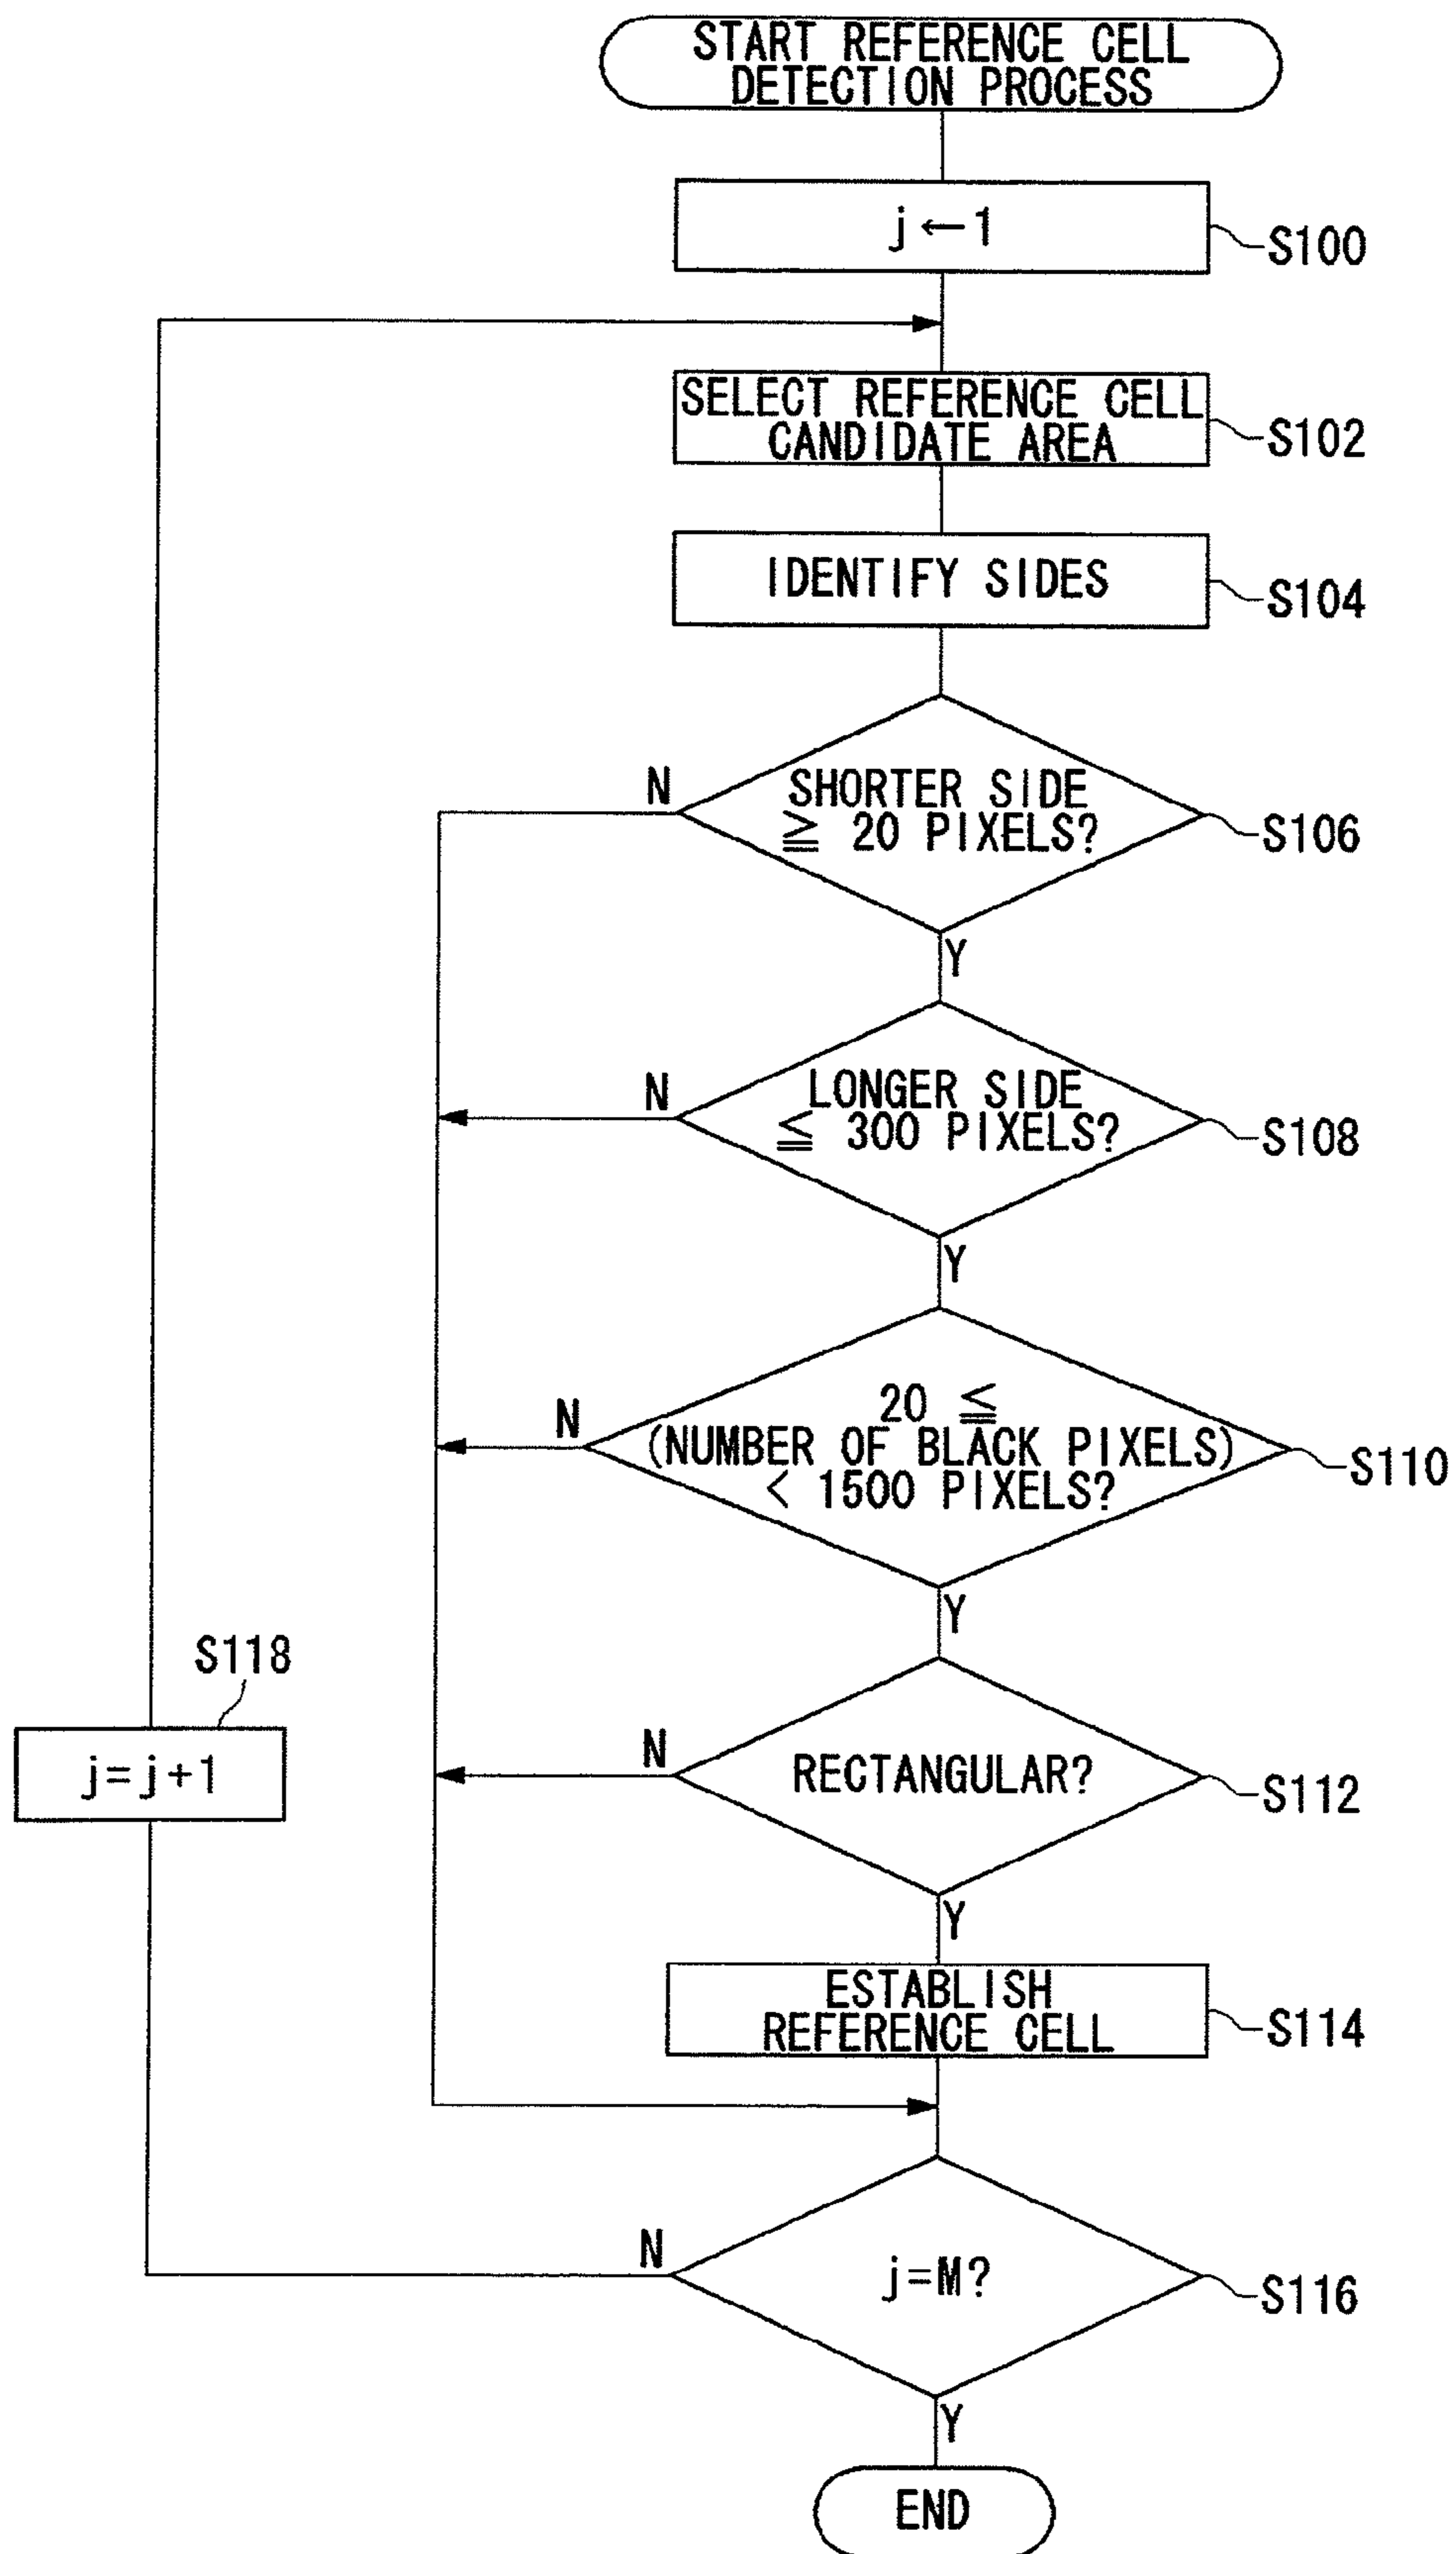 START REFERENCE CELL
DETECTION PROCESS
j←1
S100
SELECT REFERENCE CELL
CANDIDATE AREA
S102
IDENTIFY SIDES
S104
SHORTER SIDE
≧ 20 PIXELS?
N
S106
Y
LONGER SIDE
≦ 300 PIXELS?
N
S108
Y
20 ≦
(NUMBER OF BLACK PIXELS)
< 1500 PIXELS?
N
S110
Y
S118
j=j+1
RECTANGULAR?
N
S112
Y
ESTABLISH
REFERENCE CELL
S114
N
j=M?
S116
Y
END